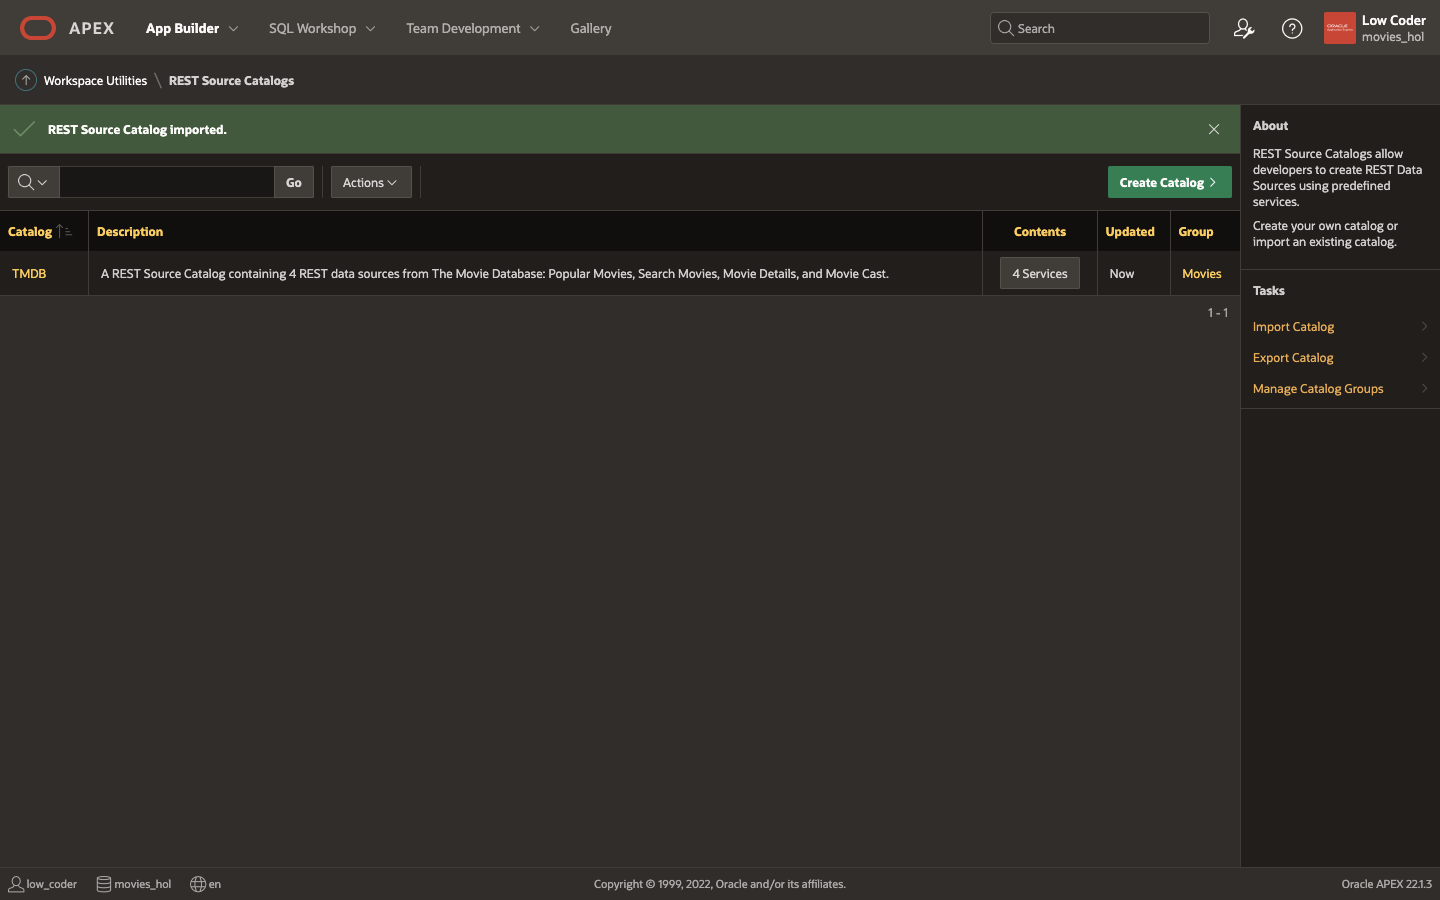 APEX App Builder SQL Workshop Team Development Gallery Search Low Coder
movies_hol
Workspace Utilities \ REST Source Catalogs
REST Source Catalog imported.
Go Actions Create Catalog
Catalog Description Contents Updated Group
TMDB A REST Source Catalog containing 4 REST data sources from The Movie Database: Popular Movies, Search Movies, Movie Details, and Movie Cast. 4 Services Now Movies
1 - 1
About
REST Source Catalogs allow
developers to create REST Data
Sources using predefined
services.
Create your own catalog or
import an existing catalog.
Tasks
Import Catalog
Export Catalog
Manage Catalog Groups
low_coder movies_hol en Copyright © 1999, 2022, Oracle and/or its affiliates. Oracle APEX 22.1.3